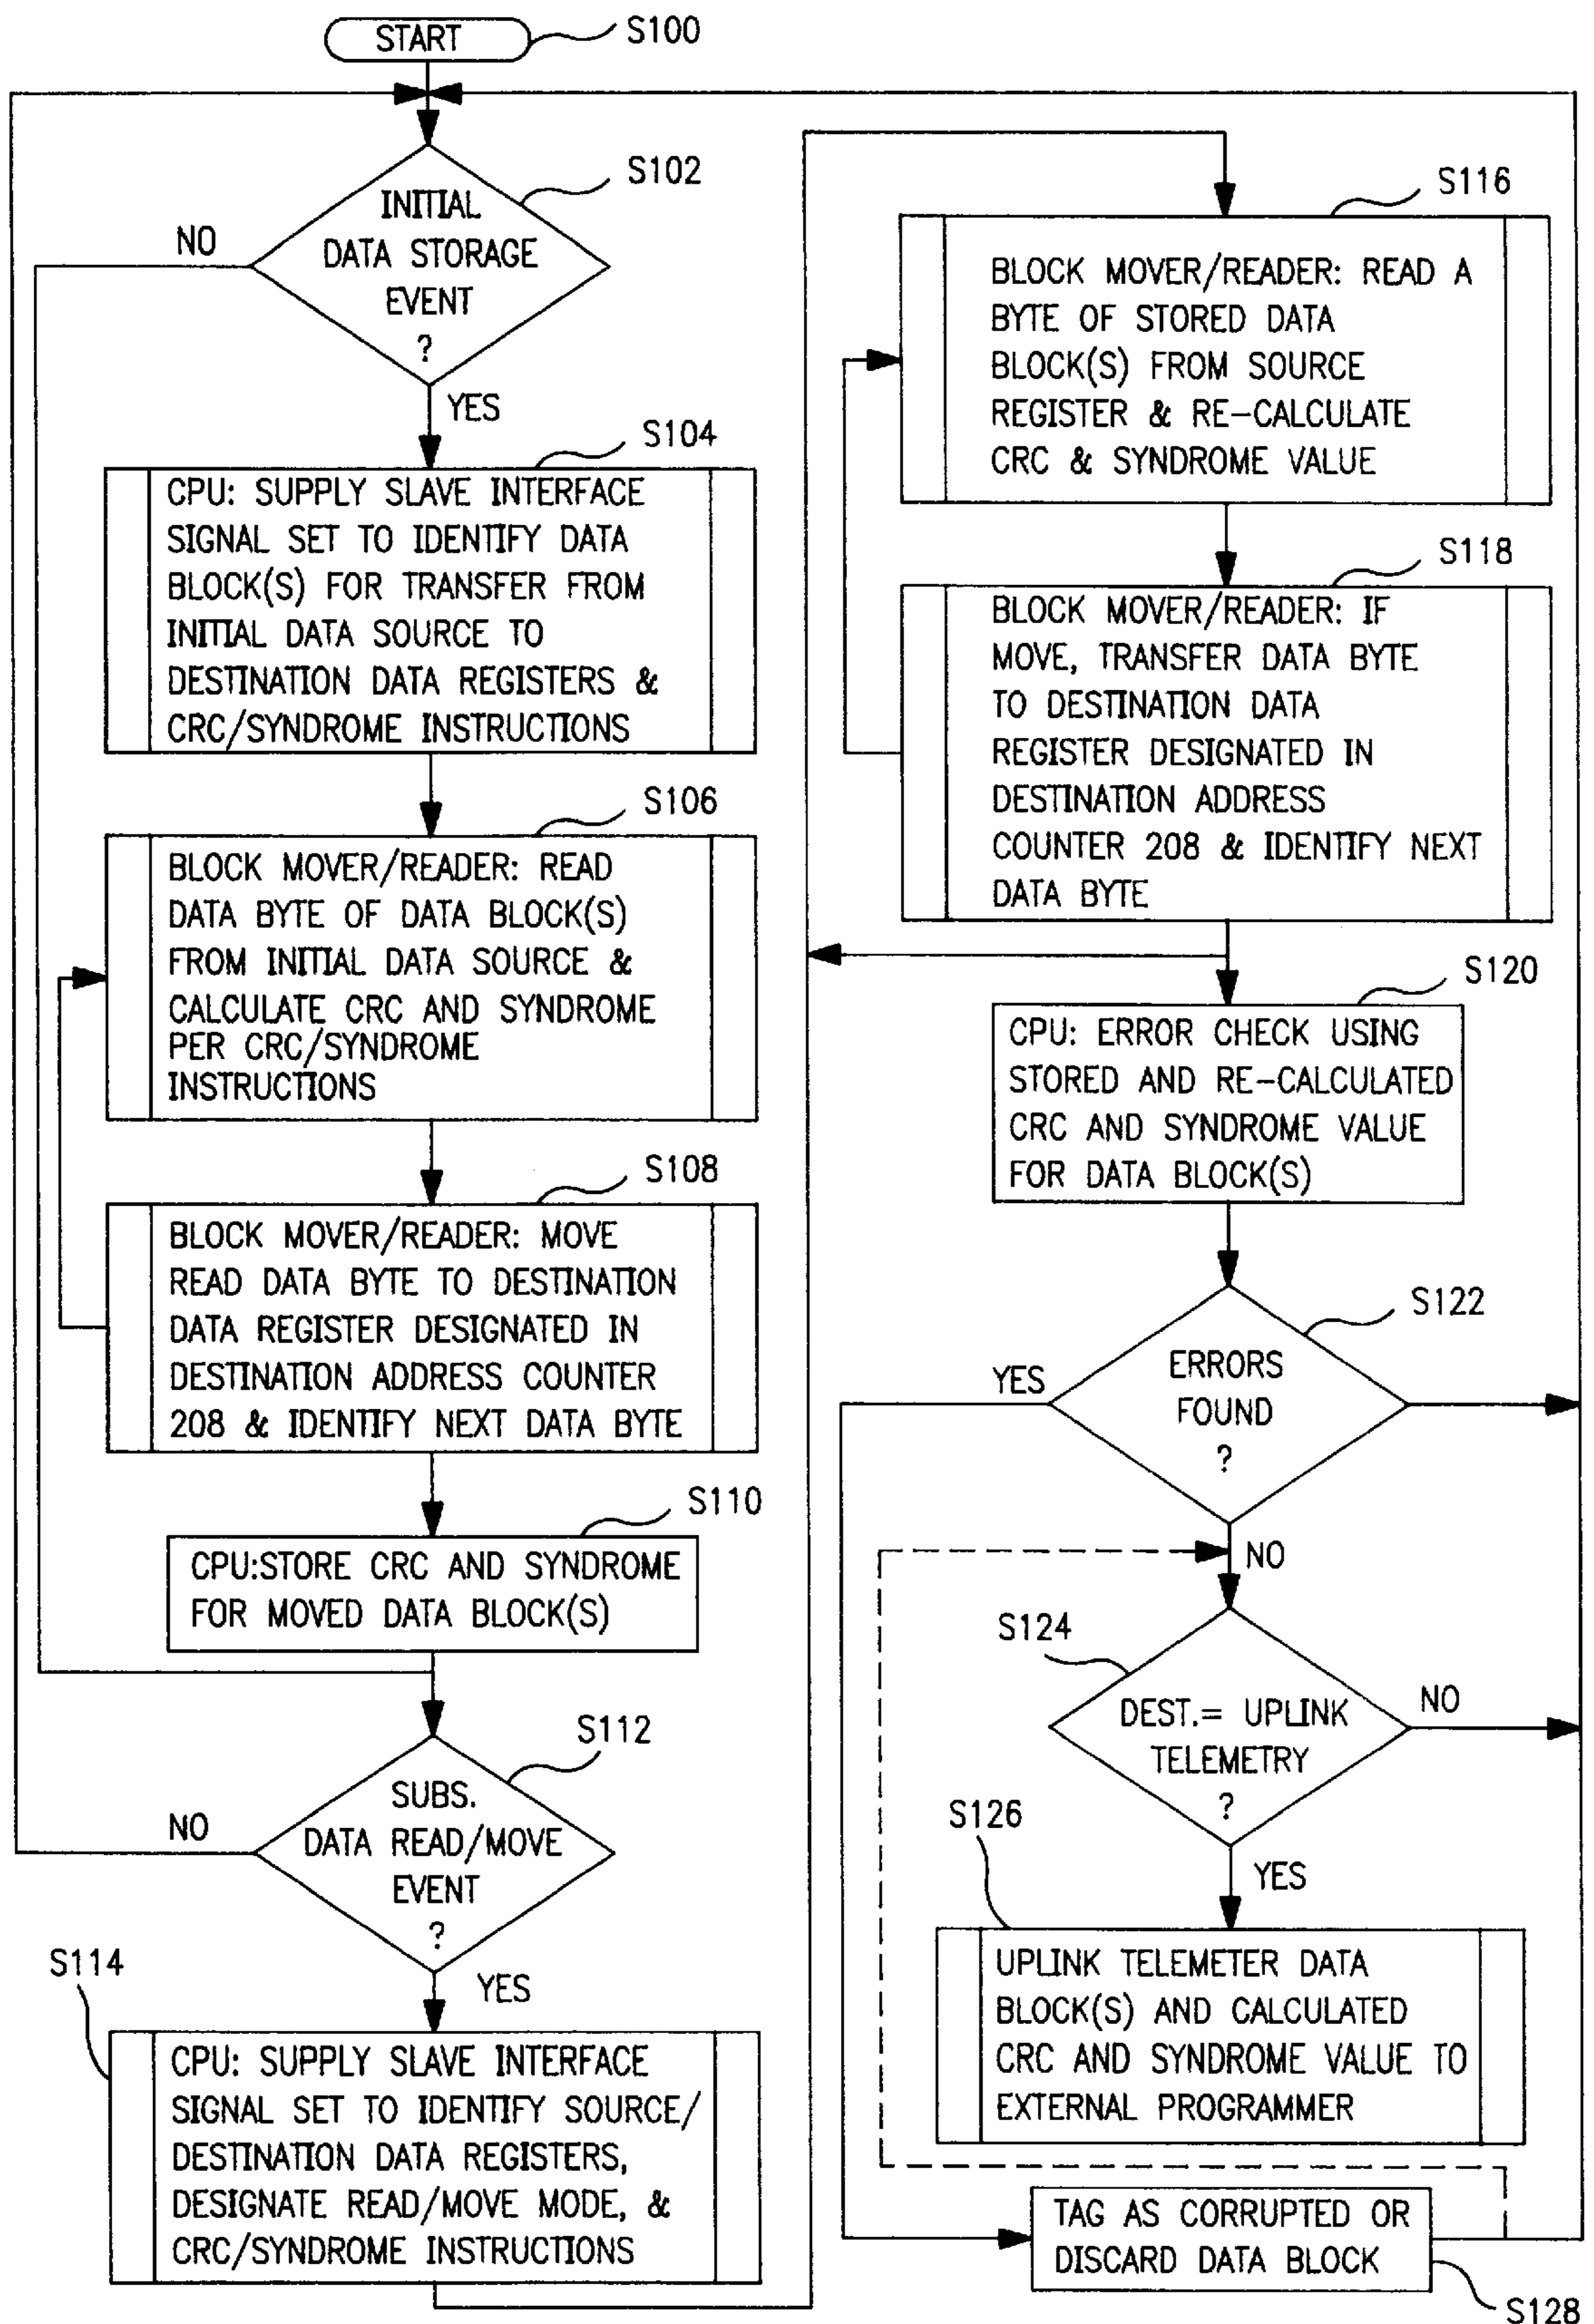 START
S100
S102
INITIAL
DATA STORAGE
EVENT
?
NO
YES
S104
CPU: SUPPLY SLAVE INTERFACE
SIGNAL SET TO IDENTIFY DATA
BLOCK(S) FOR TRANSFER FROM
INITIAL DATA SOURCE TO
DESTINATION DATA REGISTERS &
CRC/SYNDROME INSTRUCTIONS
S106
BLOCK MOVER/READER: READ
DATA BYTE OF DATA BLOCK(S)
FROM INITIAL DATA SOURCE &
CALCULATE CRC AND SYNDROME
PER CRC/SYNDROME
INSTRUCTIONS
S108
BLOCK MOVER/READER: MOVE
READ DATA BYTE TO DESTINATION
DATA REGISTER DESIGNATED IN
DESTINATION ADDRESS COUNTER
208 & IDENTIFY NEXT DATA BYTE
S110
CPU:STORE CRC AND SYNDROME
FOR MOVED DATA BLOCK(S)
S112
SUBS.
DATA READ/MOVE
EVENT
?
NO
YES
S114
CPU: SUPPLY SLAVE INTERFACE
SIGNAL SET TO IDENTIFY SOURCE/
DESTINATION DATA REGISTERS,
DESIGNATE READ/MOVE MODE, &
CRC/SYNDROME INSTRUCTIONS
S116
BLOCK MOVER/READER: READ A
BYTE OF STORED DATA
BLOCK(S) FROM SOURCE
REGISTER & RE-CALCULATE
CRC & SYNDROME VALUE
S118
BLOCK MOVER/READER: IF
MOVE, TRANSFER DATA BYTE
TO DESTINATION DATA
REGISTER DESIGNATED IN
DESTINATION ADDRESS
COUNTER 208 & IDENTIFY NEXT
DATA BYTE
S120
CPU: ERROR CHECK USING
STORED AND RE-CALCULATED
CRC AND SYNDROME VALUE
FOR DATA BLOCK(S)
S122
ERRORS
FOUND
?
YES
NO
S124
DEST.= UPLINK
TELEMETRY
?
NO
YES
S126
UPLINK TELEMETER DATA
BLOCK(S) AND CALCULATED
CRC AND SYNDROME VALUE TO
EXTERNAL PROGRAMMER
TAG AS CORRUPTED OR
DISCARD DATA BLOCK
S128